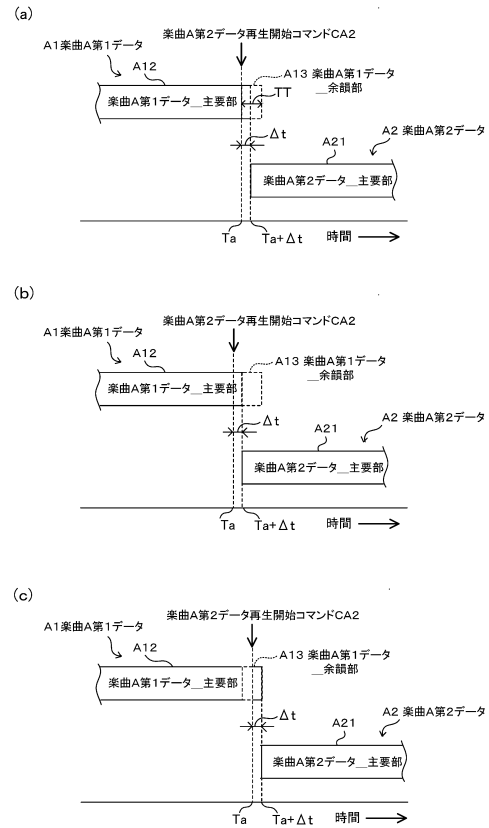 (a)
楽曲A第2データ再生開始コマンドCA2
A1楽曲A第1データ
A12
A13 楽曲A第1データ
__余韻部
TT
楽曲A第1データ__主要部
Δt
A2 楽曲A第2データ
A21
楽曲A第2データ__主要部
Ta
Ta+Δt
時間
(b)
楽曲A第2データ再生開始コマンドCA2
A1楽曲A第1データ
A12
A13 楽曲A第1データ
__余韻部
楽曲A第1データ__主要部
Δt
A2 楽曲A第2データ
A21
楽曲A第2データ__主要部
Ta
Ta+Δt
時間
(c)
楽曲A第2データ再生開始コマンドCA2
A1楽曲A第1データ
A12
A13 楽曲A第1データ
__余韻部
楽曲A第1データ__主要部
Δt
A2 楽曲A第2データ
A21
楽曲A第2データ__主要部
Ta
Ta+Δt
時間